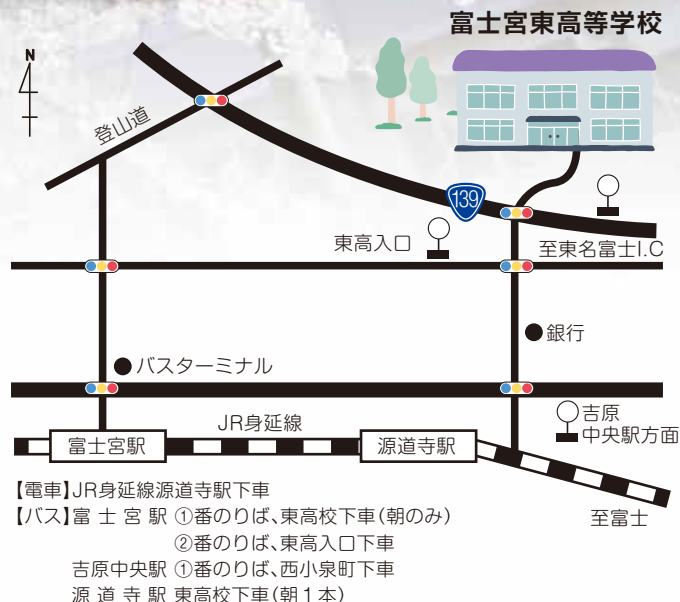 富士宮東高等学校
N
登山道
139
東高入口
至東名富士I.C
銀行
バスターミナル
吉原
中央駅方面
JR身延線
富士宮駅
源道寺駅
至富士
【電車】JR身延線源道寺駅下車
【バス】富士宮駅 ①番のりば、東高校下車(朝のみ)
②番のりば、東高入口下車
吉原中央駅 ①番のりば、西小泉町下車
源道寺駅 東高校下車(朝1本)